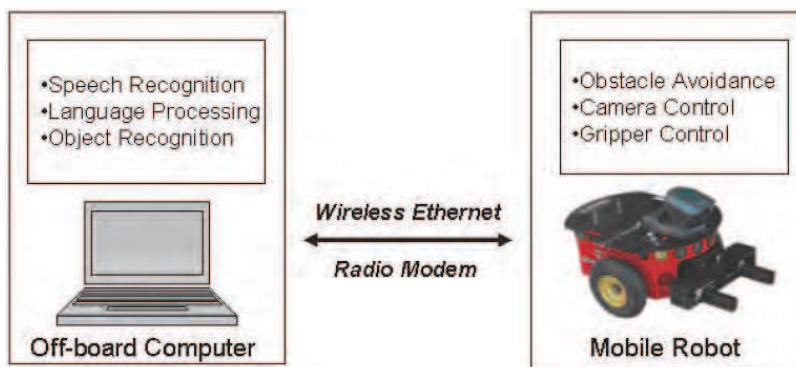 •Speech Recognition
•Language Processing
•Object Recognition
Off-board Computer
Wireless Ethernet
Radio Modem
•Obstacle Avoidance
•Camera Control
•Gripper Control
Mobile Robot